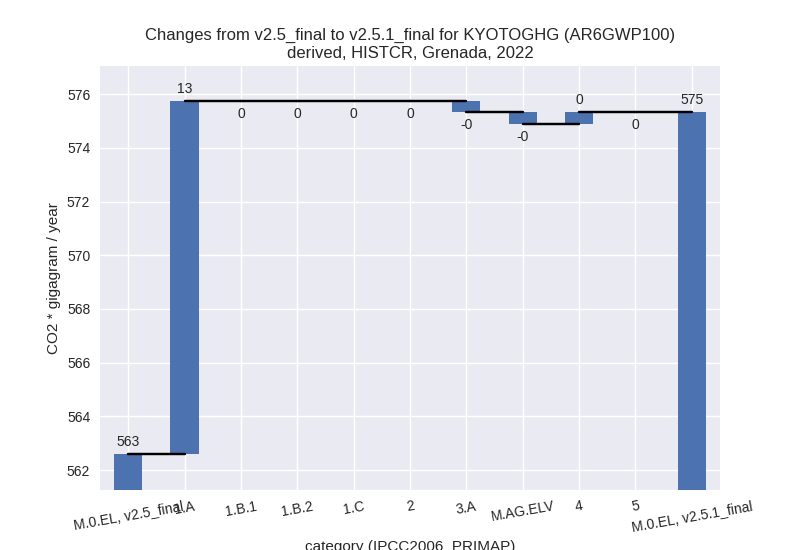 Changes from v2.5_final to v2.5.1_final for KYOTOGHG (AR6GWP100)
derived, HISTCR, Grenada, 2022
576
574
572
570
568
566
564
562
CO2 * gigagram / year
563
13
0
0
0
0
-0
-0
0
0
575
M.0.EL, v2.5_final
1.A
1.B.1
1.B.2
1.C
2
3.A
M.AG.ELV
4
5
M.0.EL, v2.5.1_final
category (IPCC2006_PRIMAP)